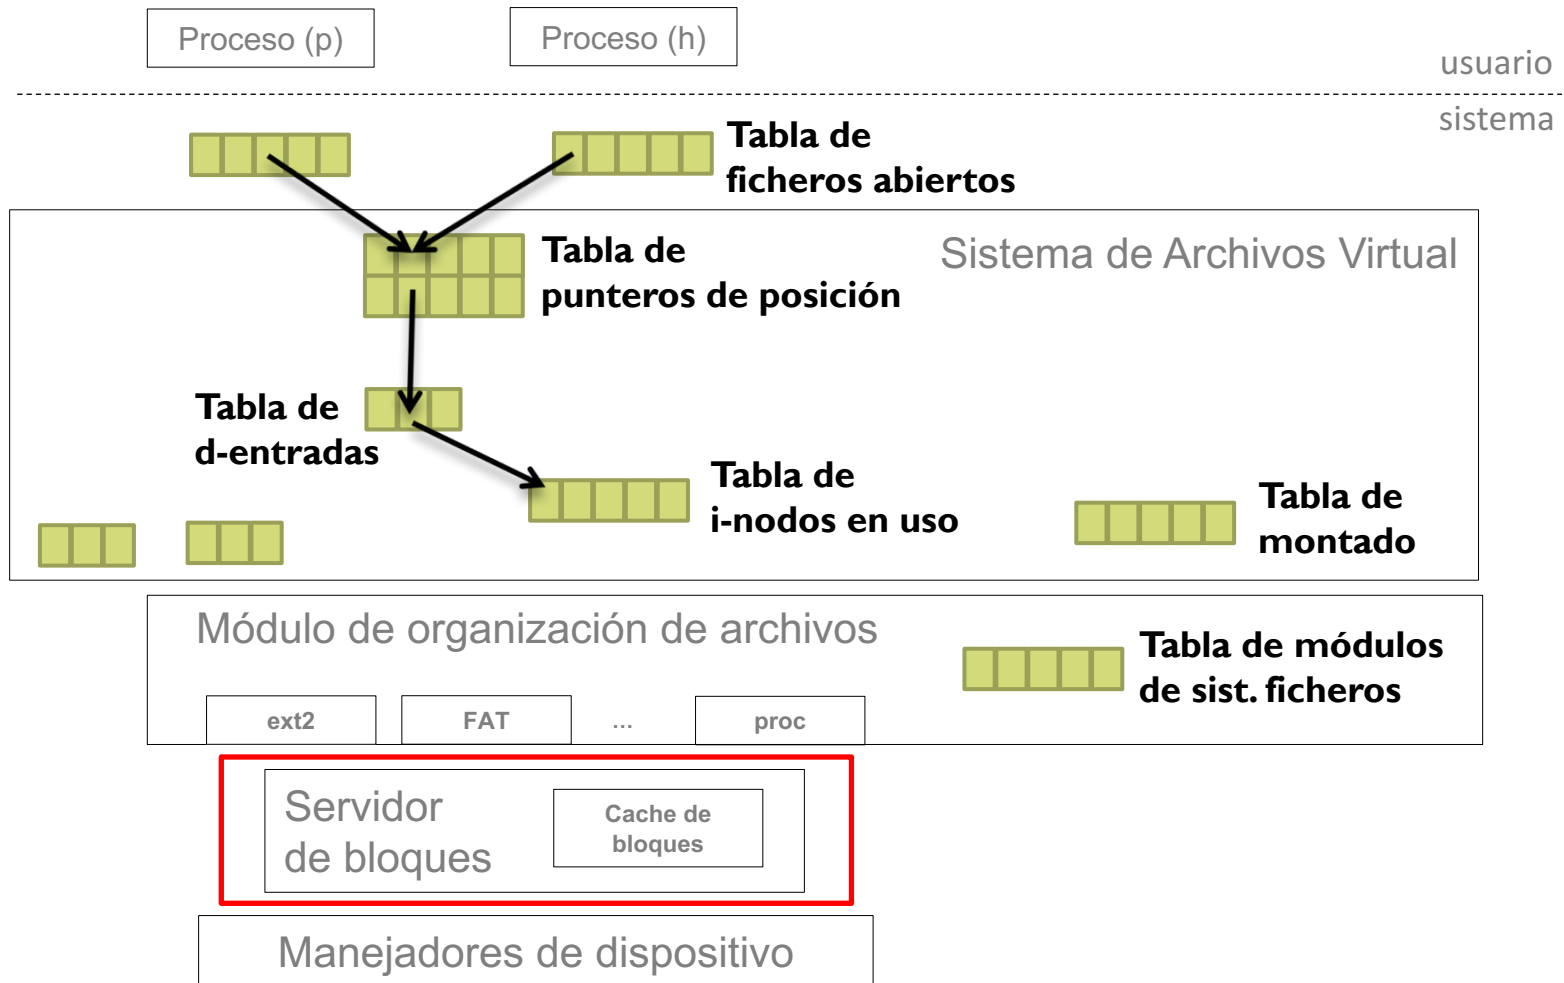 Proceso (p)
Proceso (h)
usuario
sistema
Tabla de
ficheros abiertos
Tabla de
punteros de posición
Sistema de Archivos Virtual
Tabla de
d-entradas
Tabla de
i-nodos en uso
Tabla de
montado
Módulo de organización de archivos
Tabla de módulos
de sist. ficheros
ext2
FAT
...
proc
Servidor
de bloques
Cache de
bloques
Manejadores de dispositivo